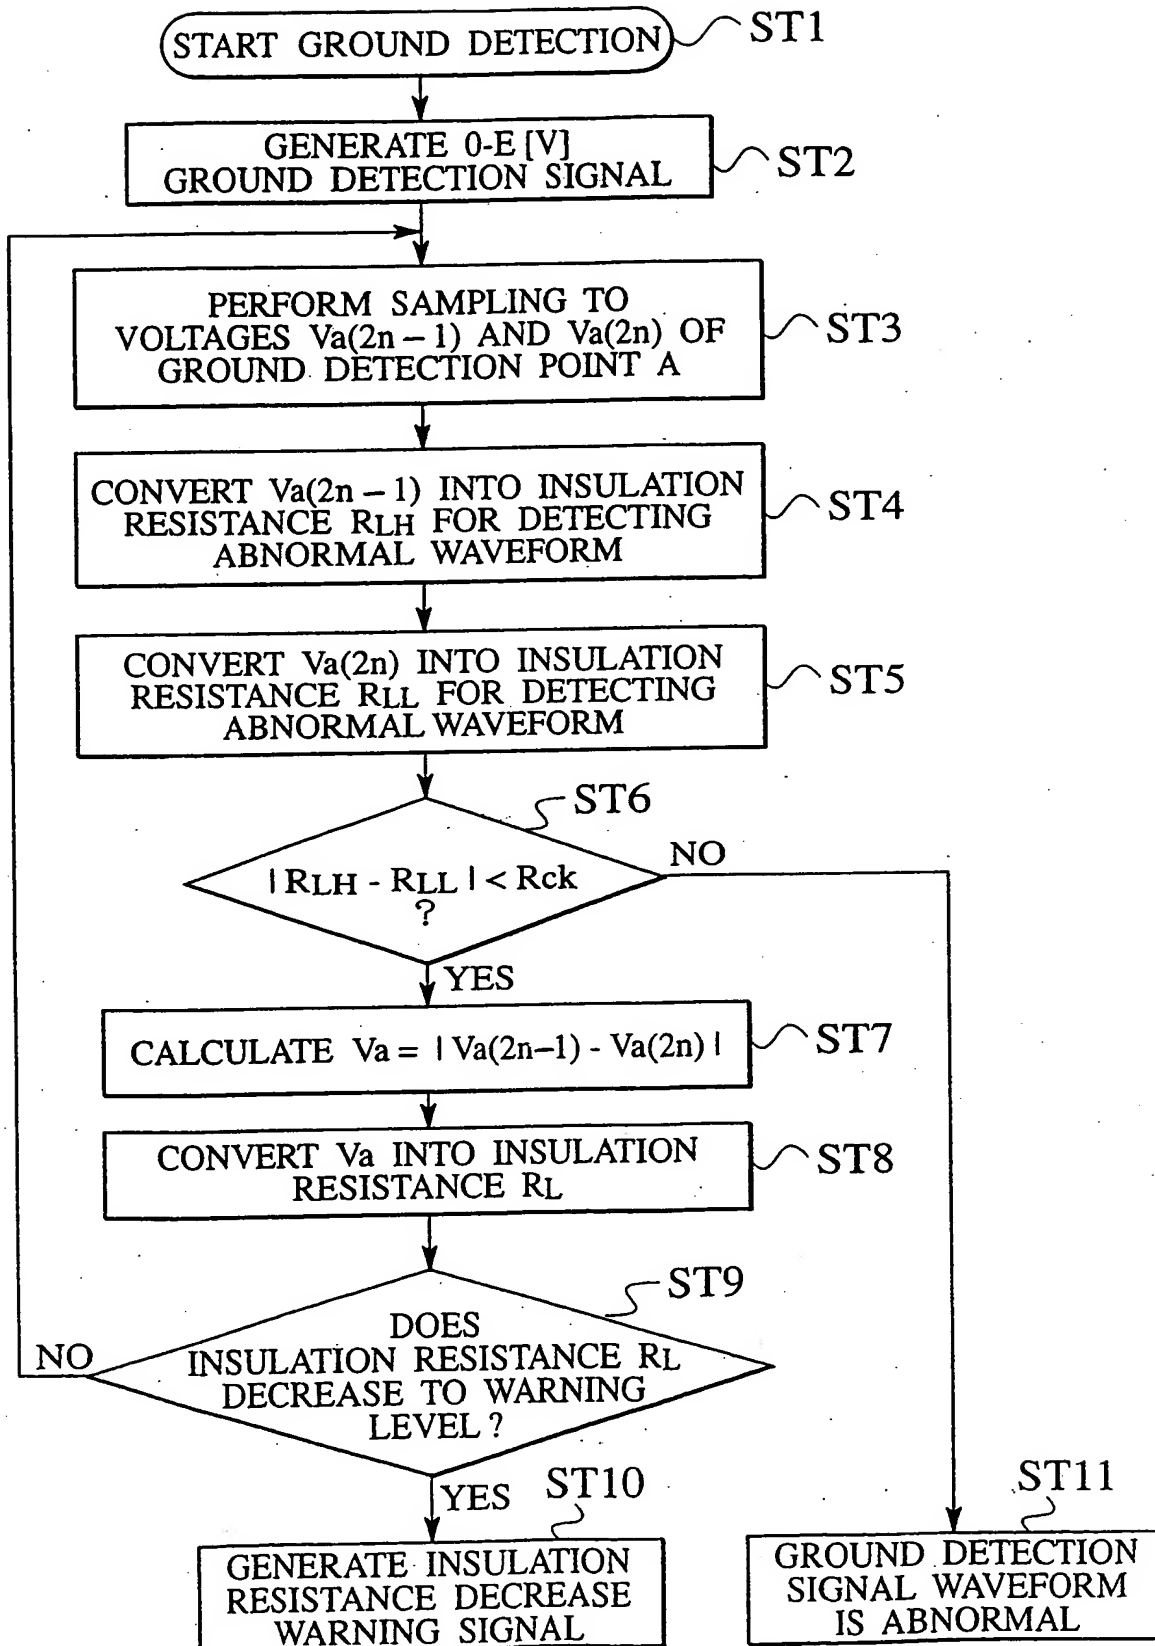 START GROUND DETECTION
ST1
GENERATE 0-E [V]
GROUND DETECTION SIGNAL
ST2
PERFORM SAMPLING TO
VOLTAGES Va(2n – 1) AND Va(2n) OF
GROUND DETECTION POINT A
ST3
CONVERT Va(2n – 1) INTO INSULATION
RESISTANCE RLH FOR DETECTING
ABNORMAL WAVEFORM
ST4
CONVERT Va(2n) INTO INSULATION
RESISTANCE RLL FOR DETECTING
ABNORMAL WAVEFORM
ST5
ST6
| RLH - RLL | < Rck
?
NO
YES
CALCULATE Va = | Va(2n–1) - Va(2n) |
ST7
CONVERT Va INTO INSULATION
RESISTANCE RL
ST8
ST9
DOES
INSULATION RESISTANCE RL
DECREASE TO WARNING
LEVEL ?
NO
YES
ST10
GENERATE INSULATION
RESISTANCE DECREASE
WARNING SIGNAL
ST11
GROUND DETECTION
SIGNAL WAVEFORM
IS ABNORMAL